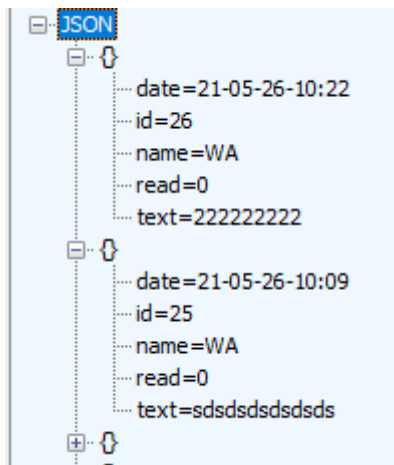 JSON
{}
date=21-05-26-10:22
id=26
name=WA
read=0
text=222222222
{}
date=21-05-26-10:09
id=25
name=WA
read=0
text=sdsdsdsdsdsds
{}